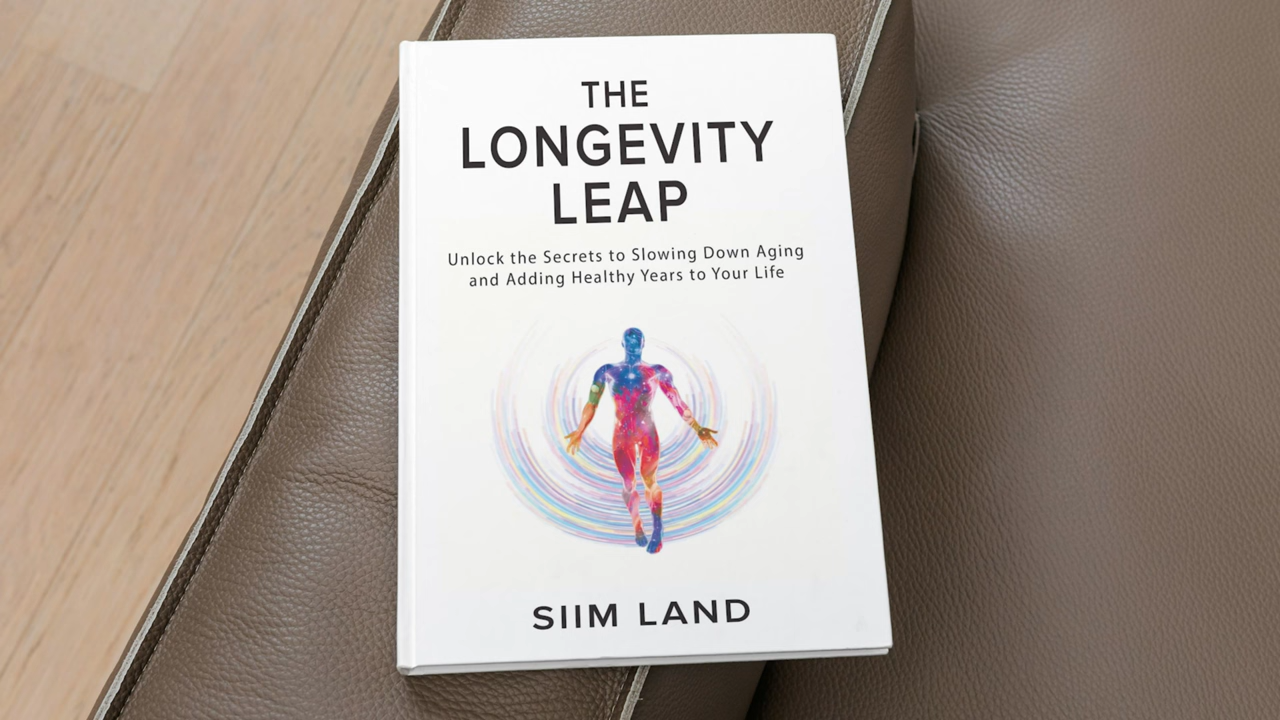 THE
LONGEVITY
LEAP
Unlock the Secrets to Slowing Down Aging
and Adding Healthy Years to Your Life
SIIM LAND